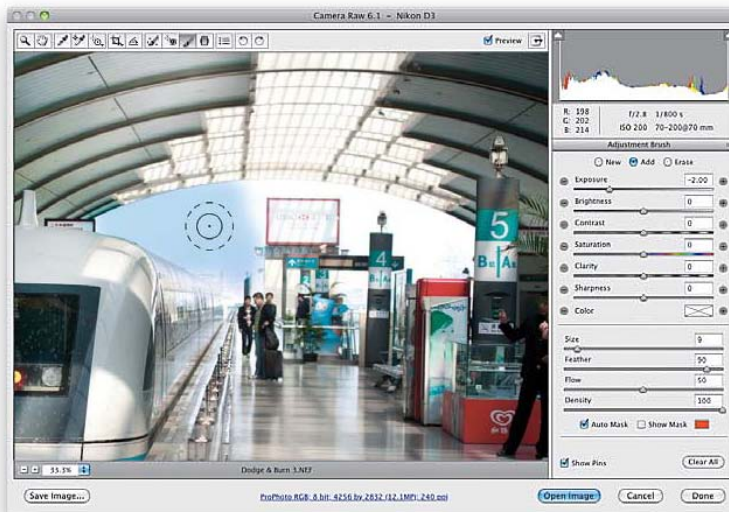 Camera Raw 6.1 - Nikon D3
Preview
R: 198
G: 202
B: 214
f/2.8 1/800 s
ISO 200 70-200@70 mm
Adjustment Brush
New Add Erase
Exposure -2.00
Brightness 0
Contrast 0
Saturation 0
Clarity 0
Sharpness 0
Color
Size 9
Feather 90
Flow 50
Density 100
Auto Mask Show Mask
Show Pins Clear All
5
4
33.3% Dodge & Burn 3.NEF
Save Image... ProPhoto RGB; 8 bit; 4256 by 2832 (12.1MP); 240 ppi Open Image Cancel Done